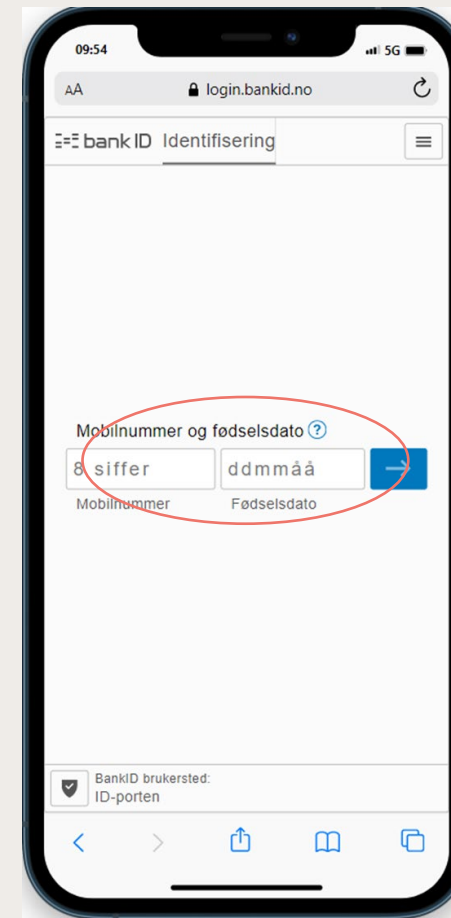 09:54
5G
AA login.bankid.no
bank ID Identifisering
Mobilnummer og fødselsdato ?
8 siffer ddmmåå
Mobilnummer Fødselsdato
BankID brukersted:
ID-porten